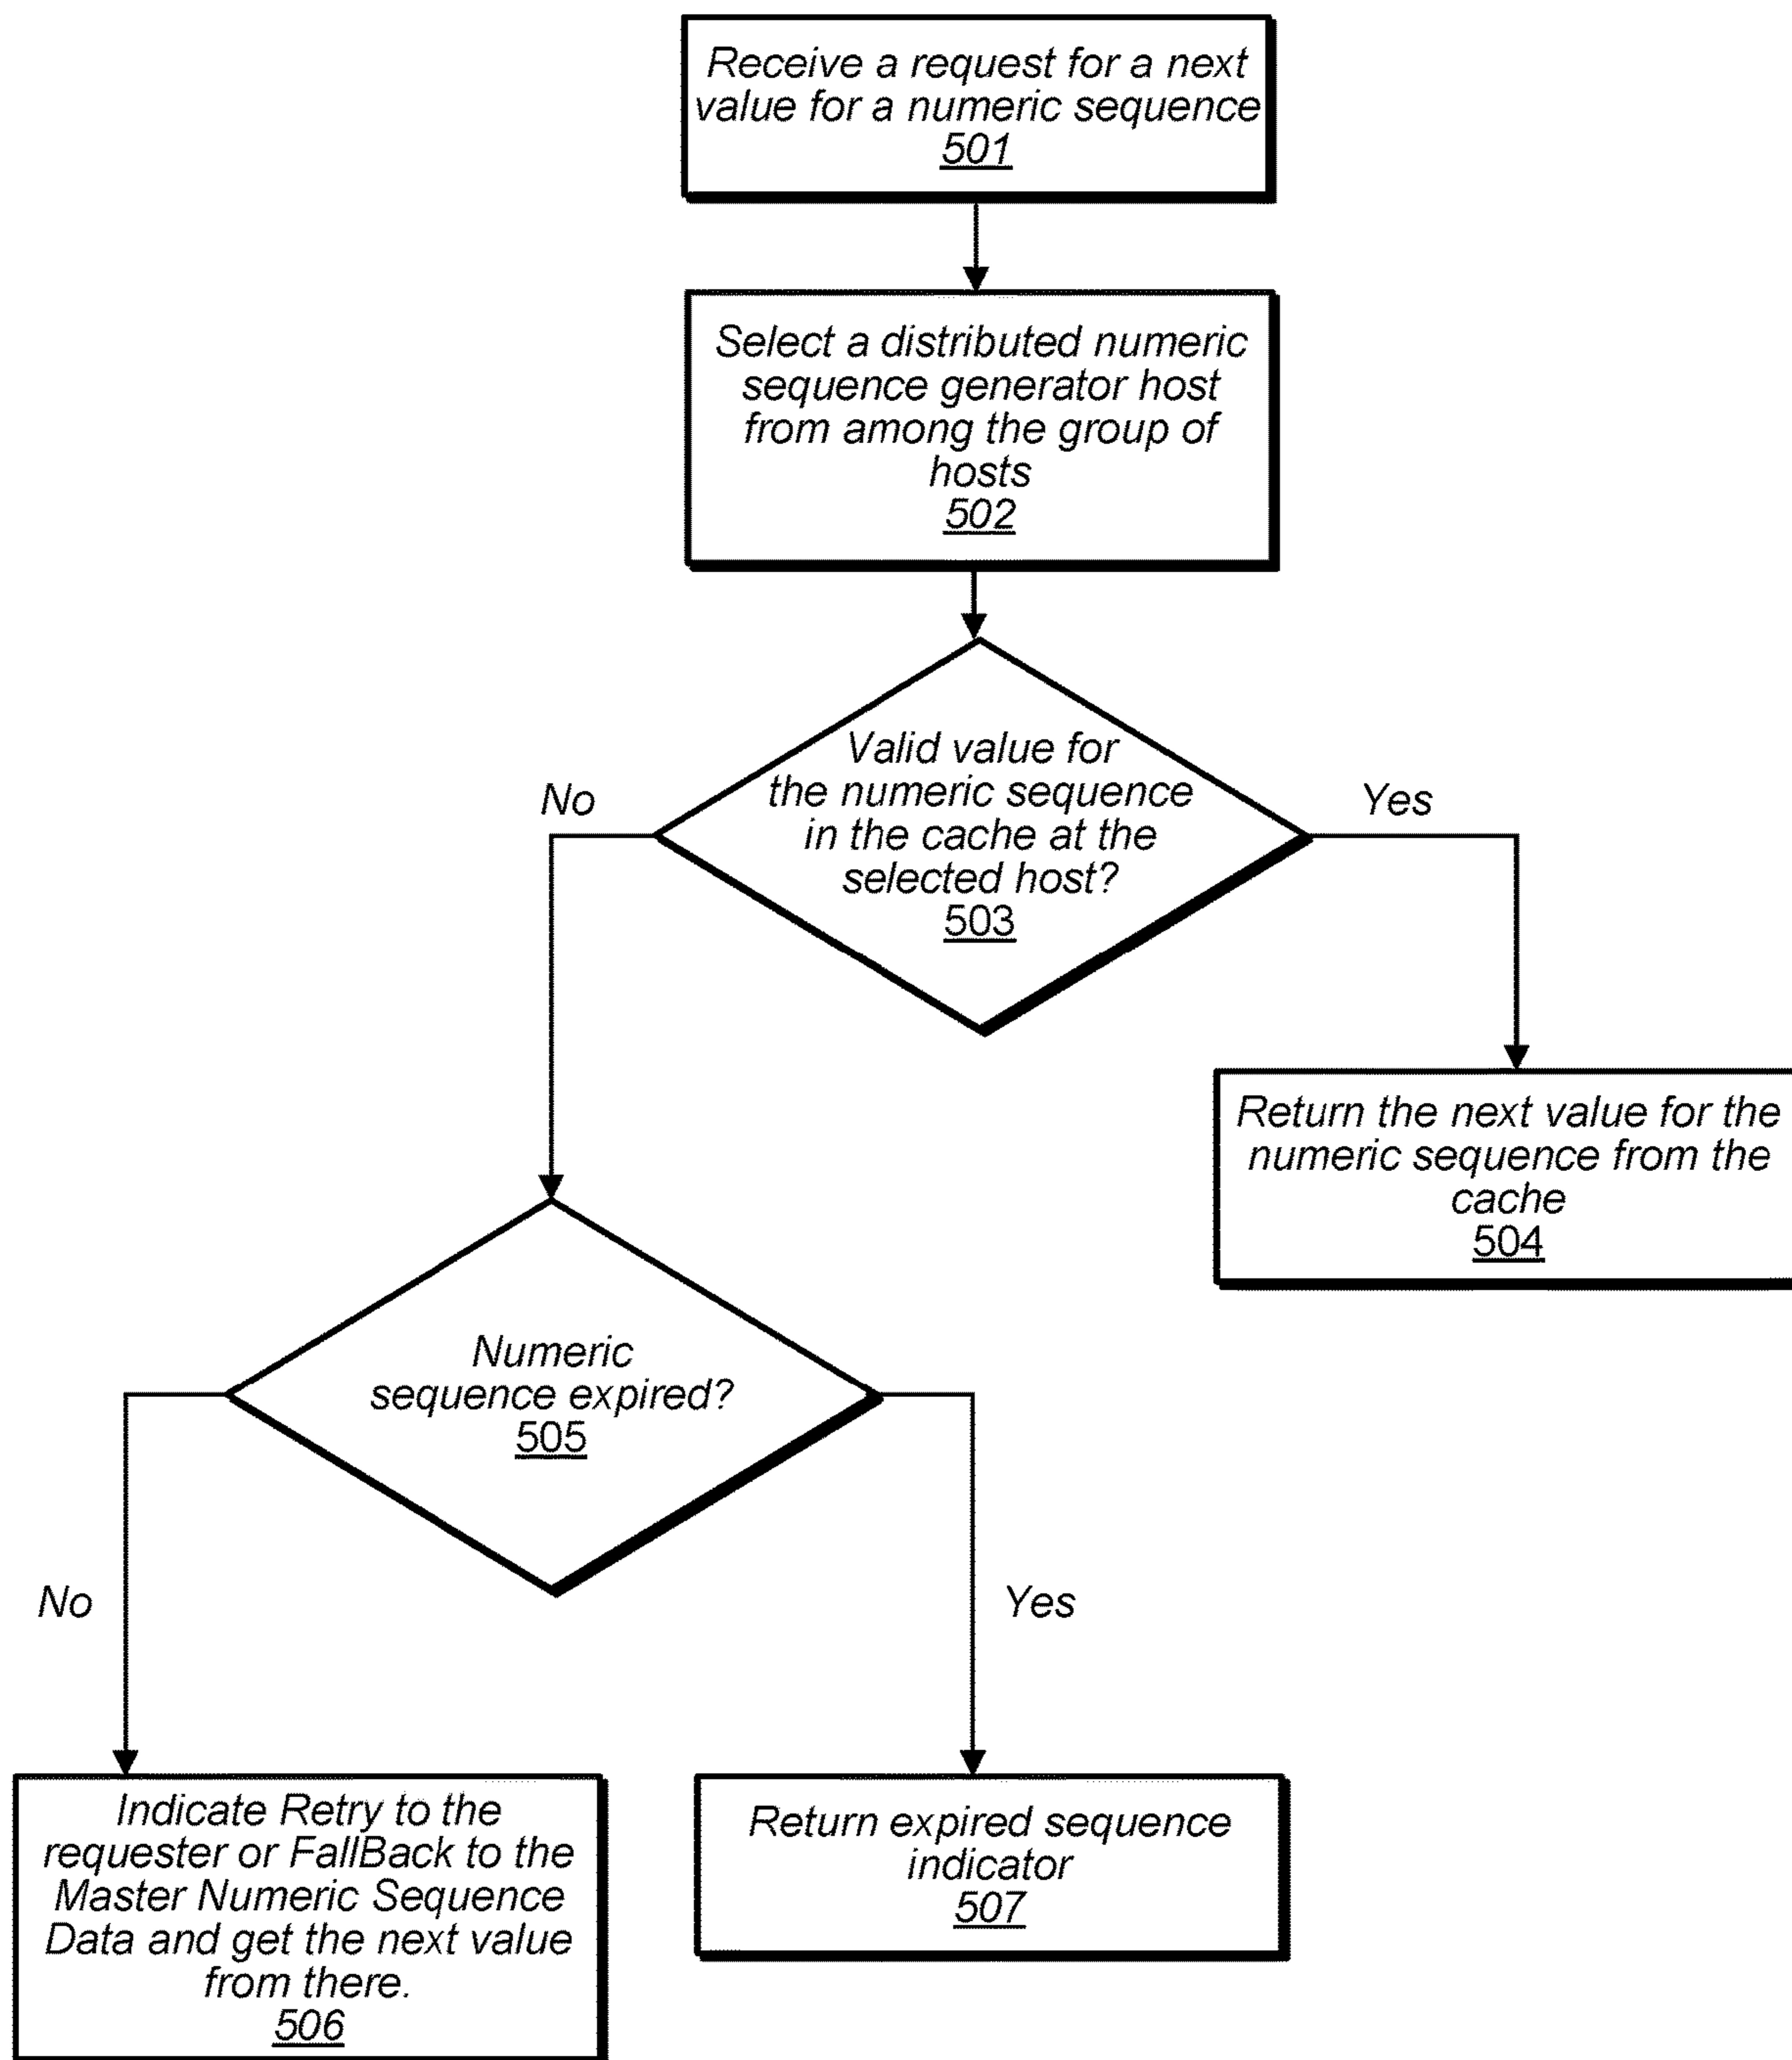 Receive a request for a next
value for a numeric sequence
501
Select a distributed numeric
sequence generator host
from among the group of
hosts
502
Valid value for
the numeric sequence
in the cache at the
selected host?
503
No
Yes
Return the next value for the
numeric sequence from the
cache
504
Numeric
sequence expired?
505
No
Yes
Indicate Retry to the
requester or FallBack to the
Master Numeric Sequence
Data and get the next value
from there.
506
Return expired sequence
indicator
507